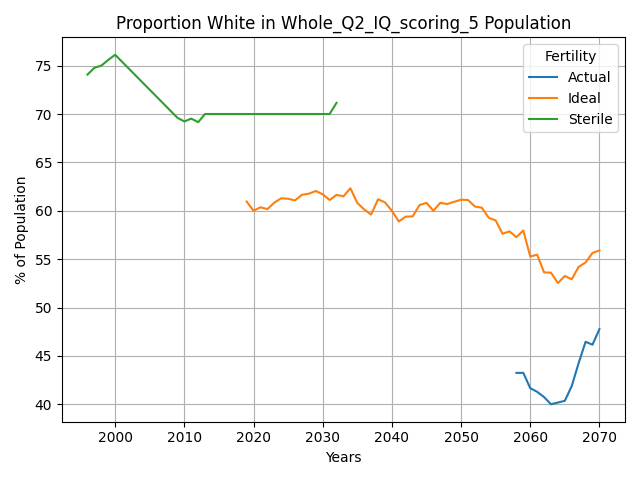 Proportion White in Whole_Q2_IQ_scoring_5 Population
Fertility
Actual
Ideal
Sterile
% of Population
75
70
65
60
55
50
45
40
2000
2010
2020
2030
2040
2050
2060
2070
Years